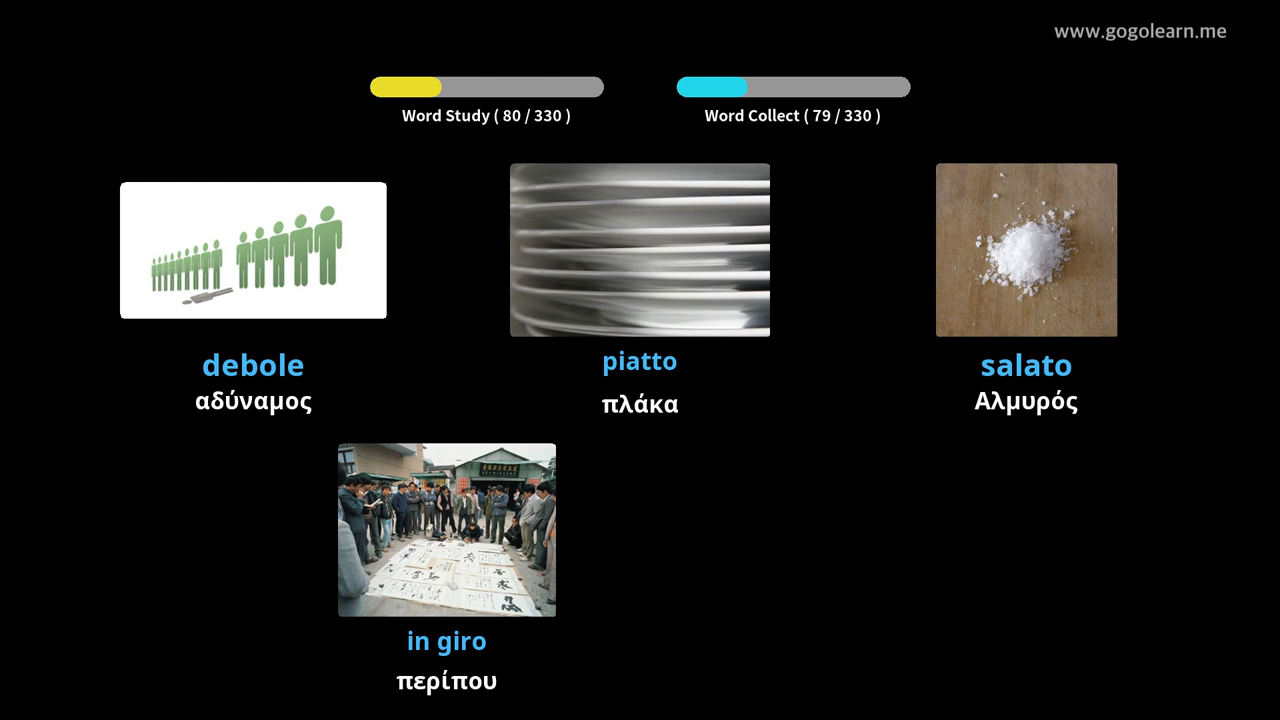 www.gogolearn.me
Word Study ( 80 / 330 )
Word Collect ( 79 / 330 )
debole
αδύναμος
piatto
πλάκα
salato
Αλμυρός
in giro
περίπου